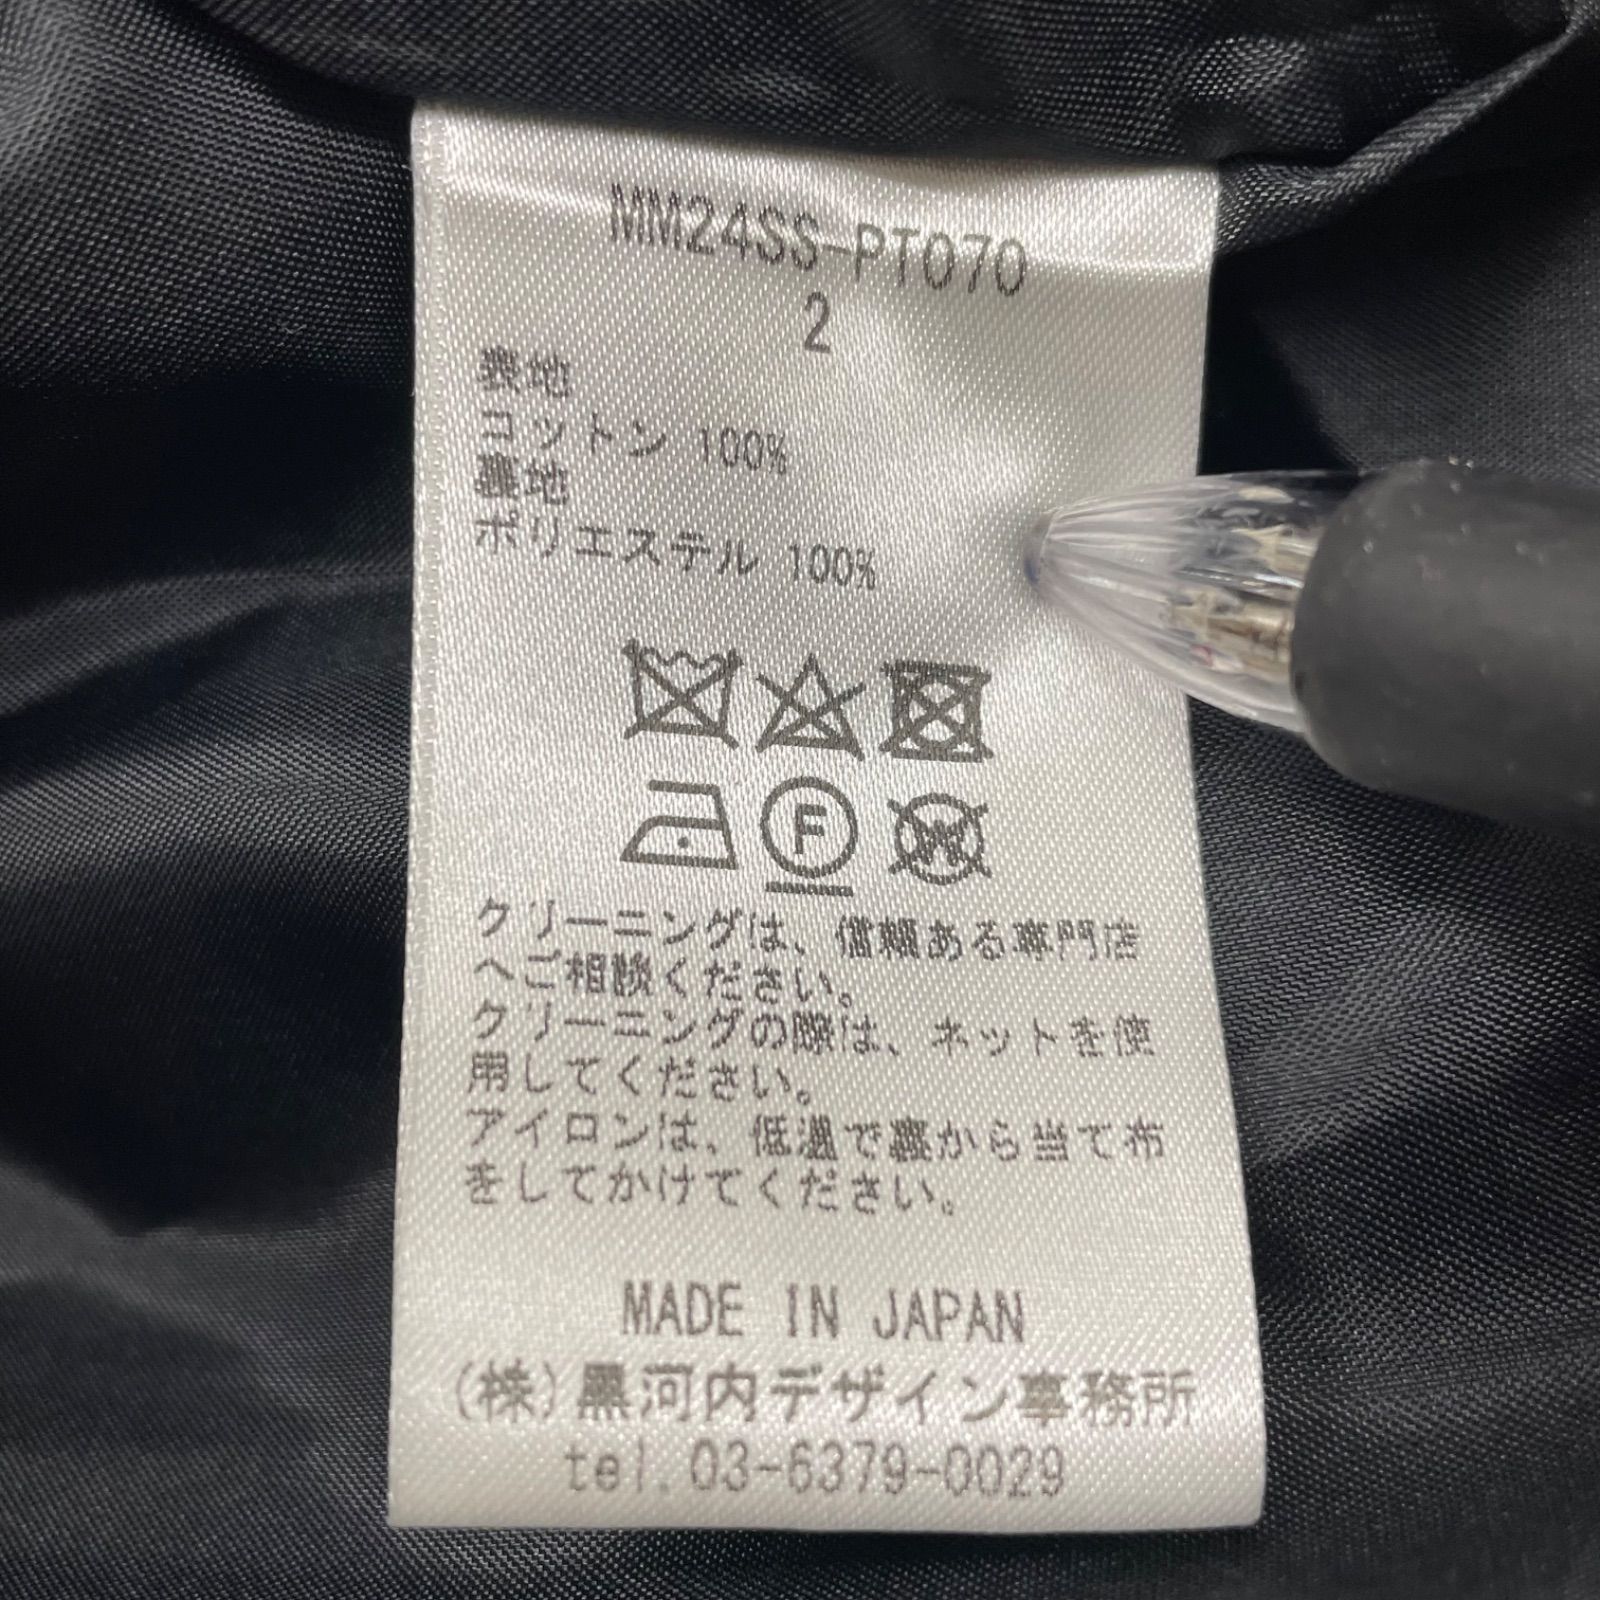 MM24SS-PT070
2
表地
コットン 100%
裏地
ポリエステル 100%
F
W
クリーニングは、信頼ある専門店
へご相談ください。
クリーニングの際は、ネットを使
用してください。
アイロンは、低温で裏から当て布
をしてかけてください。
MADE IN JAPAN
(株)黒河内デザイン事務所
tel.03-6379-0029